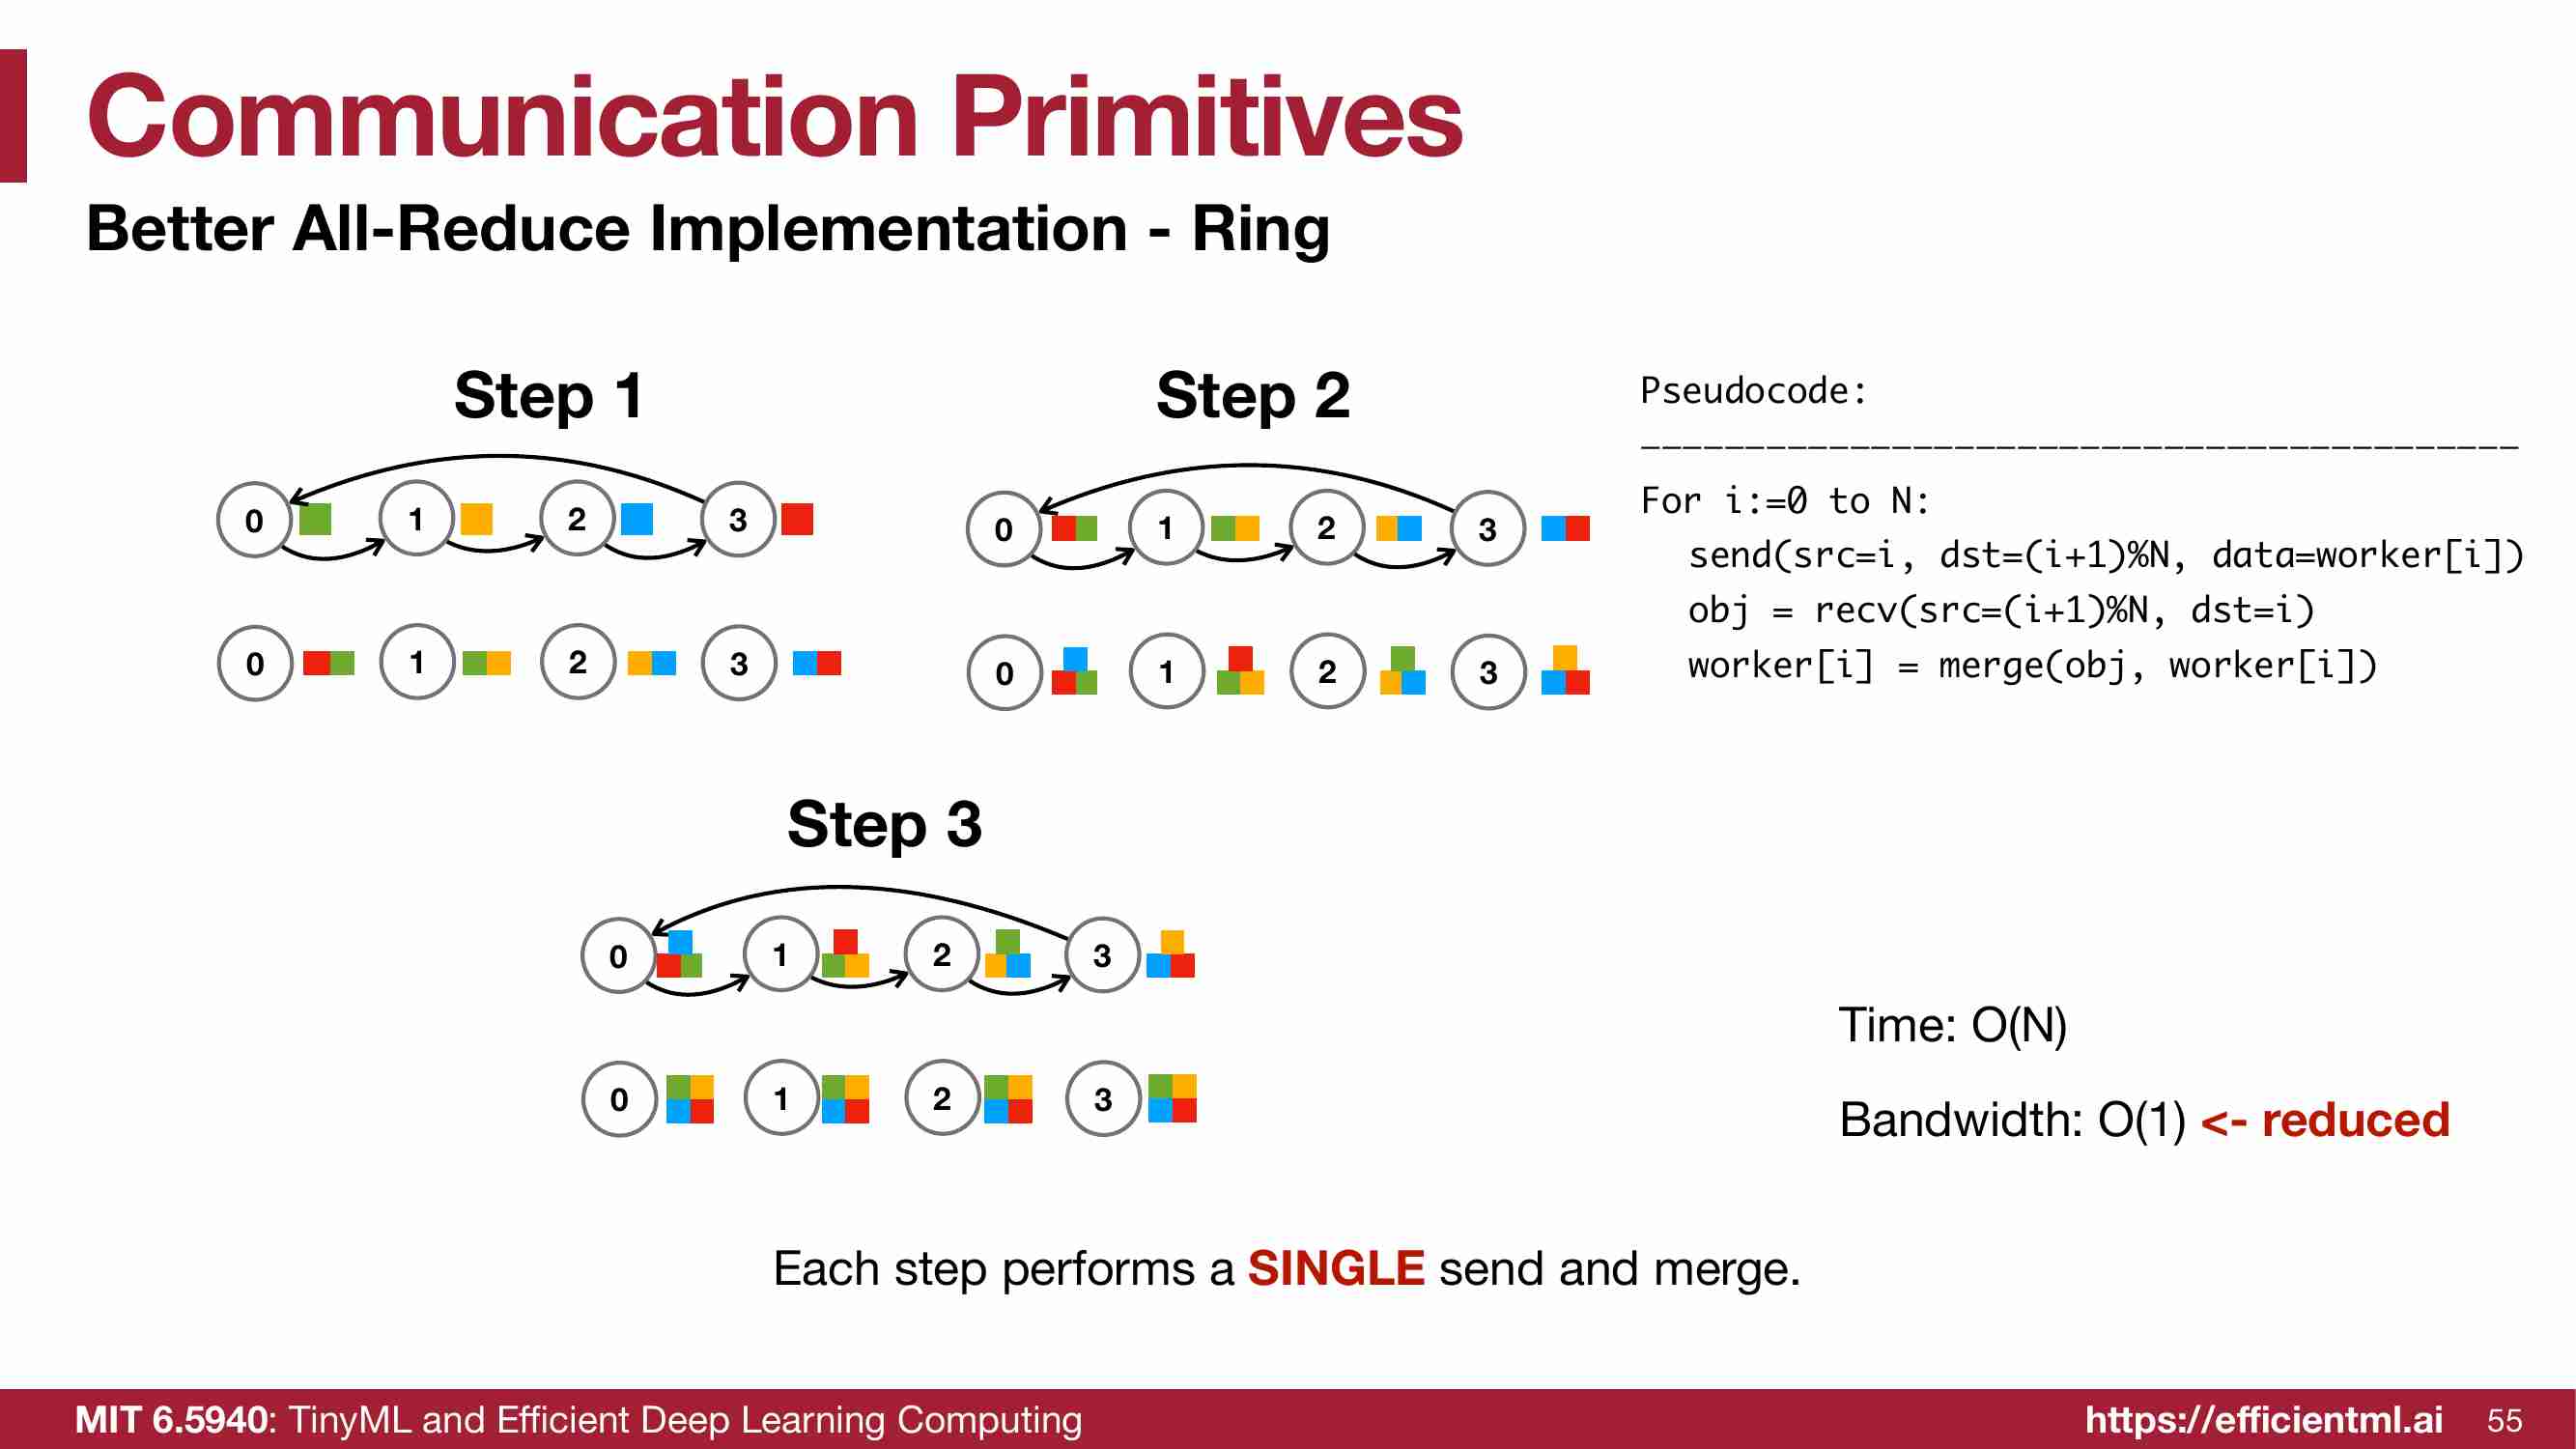 Communication Primitives
Better All-Reduce Implementation - Ring
Step 1
0 1 2 3
0 1 2 3
Step 2
0 1 2 3
0 1 2 3
Pseudocode:
------------------------------------------
For i:=0 to N:
send(src=i, dst=(i+1)%N, data=worker[i])
obj = recv(src=(i+1)%N, dst=i)
worker[i] = merge(obj, worker[i])
Step 3
0 1 2 3
0 1 2 3
Time: O(N)
Bandwidth: O(1) <- reduced
Each step performs a SINGLE send and merge.
MIT 6.5940: TinyML and Efficient Deep Learning Computing
https://efficientml.ai 55